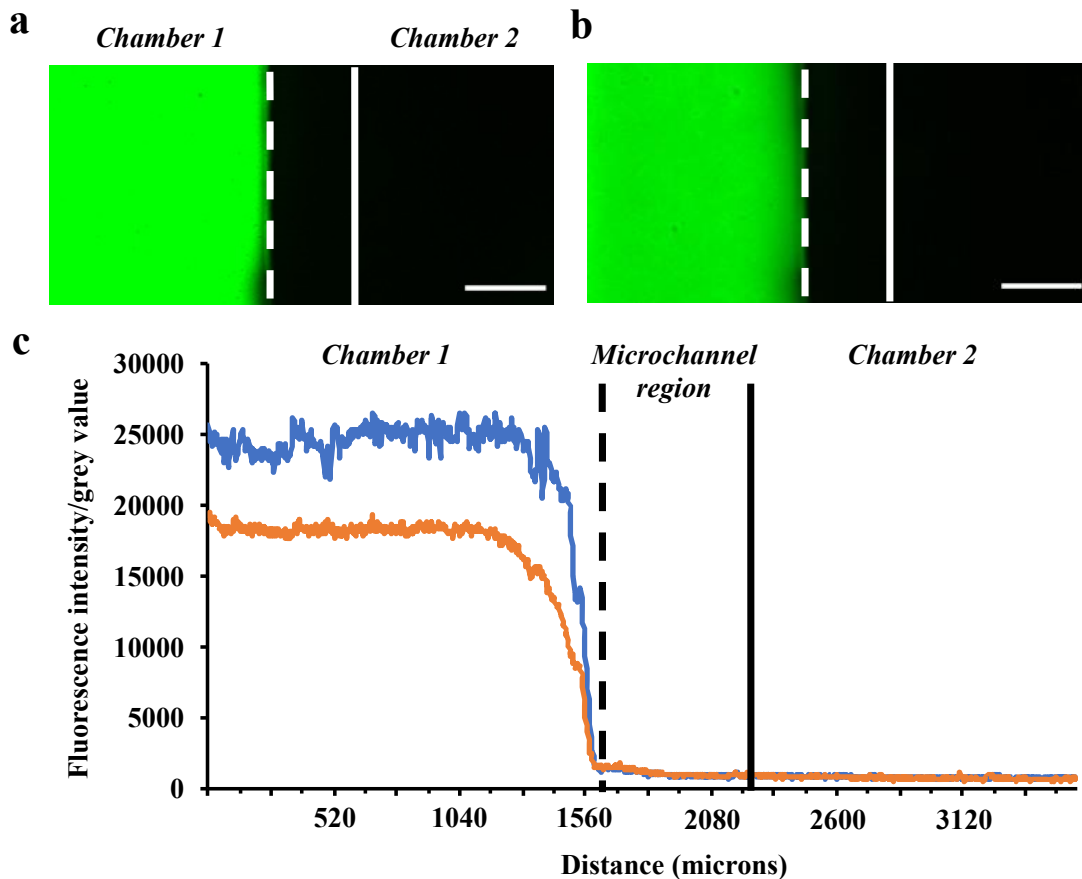 a
Chamber 1
Chamber 2
b
c
Chamber 1
Microchannel
region
Chamber 2
Fluorescence intensity/grey value
30000
25000
20000
15000
10000
5000
0
520
1040
1560
2080
2600
3120
Distance (microns)